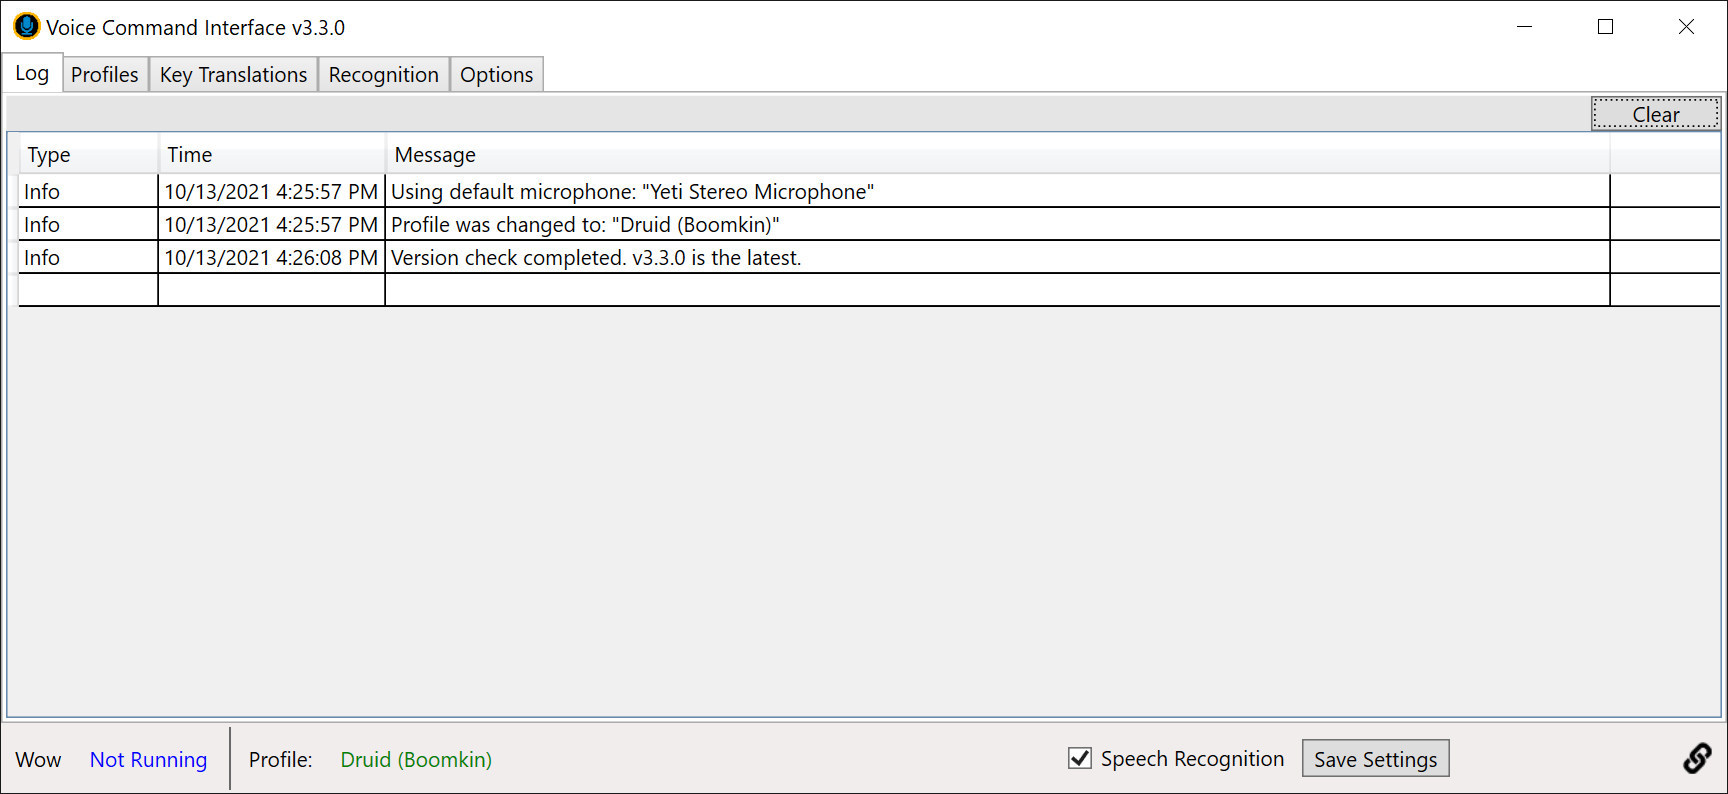 Voice Command Interface v3.3.0
Log Profiles Key Translations Recognition Options
Clear
Type Time Message
Info 10/13/2021 4:25:57 PM Using default microphone: "Yeti Stereo Microphone"
Info 10/13/2021 4:25:57 PM Profile was changed to: "Druid (Boomkin)"
Info 10/13/2021 4:26:08 PM Version check completed. v3.3.0 is the latest.
Wow Not Running Profile: Druid (Boomkin) Speech Recognition Save Settings